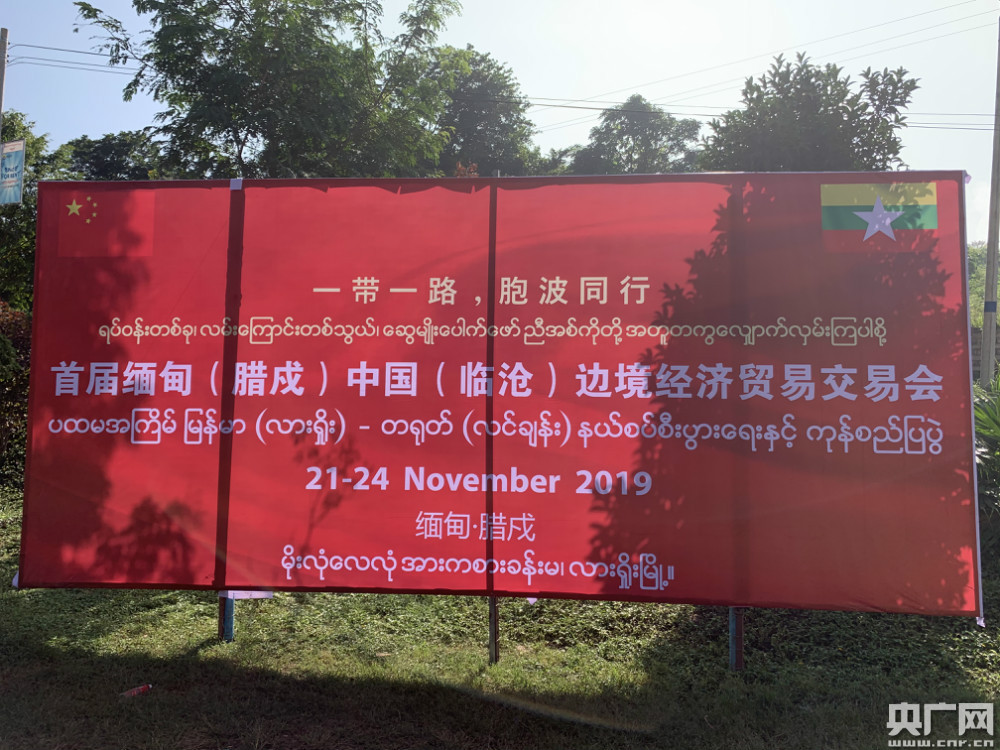 一带一路，胞波同行
ရပ်ဝန်းတစ်ခု၊ လမ်းကြောင်းတစ်သွယ်၊ ဆွေမျိုးပေါက်ဖော် ညီအစ်ကိုတို့ အတူတကွလျှောက်လှမ်းကြပါစို့
首届缅甸（腊戌）中国（临沧）边境经济贸易交易会
ပထမအကြိမ် မြန်မာ (လားရှိုး) - တရုတ် (လင်ချန်း) နယ်စပ်စီးပွားရေးနှင့် ကုန်စည်ပြပွဲ
21-24 November 2019
缅甸·腊戌
မိုးလုံလေလုံ အားကစားခန်းမ၊ လားရှိုးမြို့။
央广网
www.cnr.cn